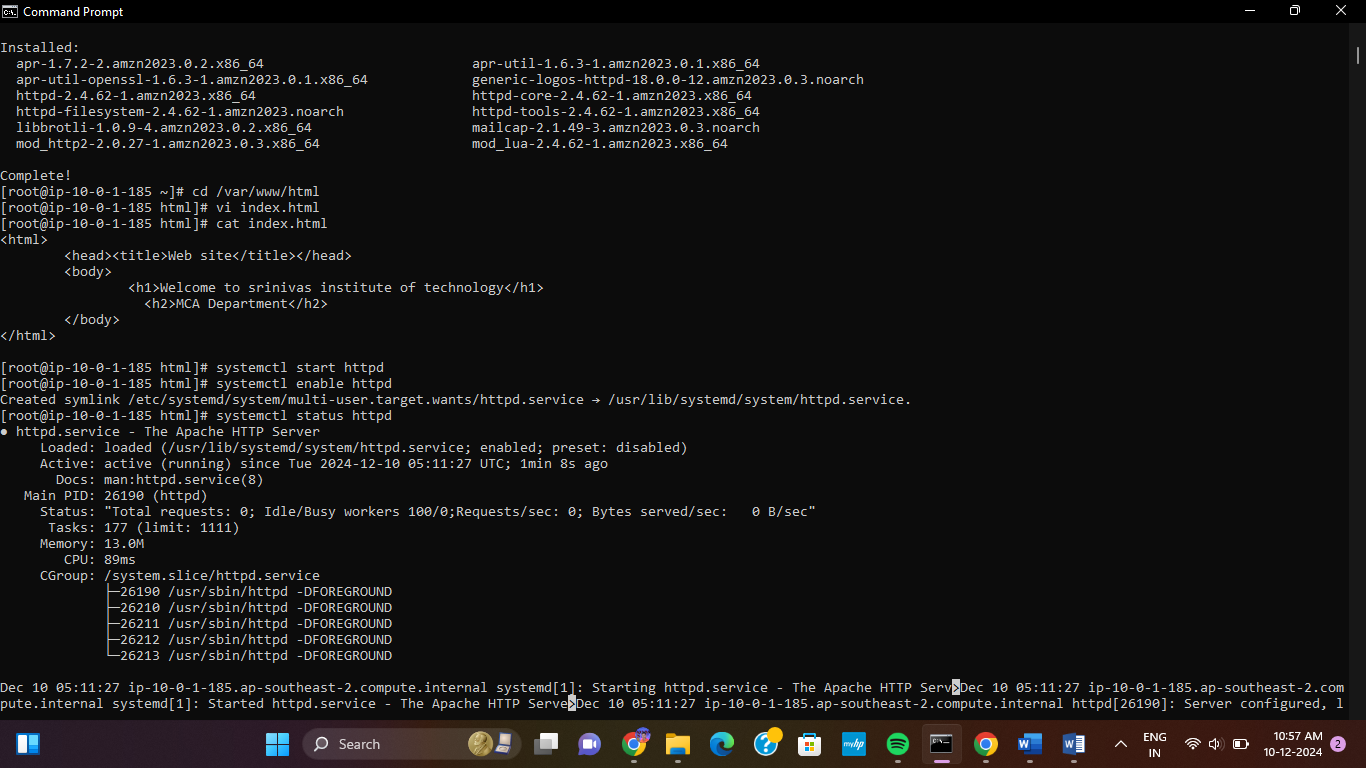 Command Prompt
Installed:
apr-1.7.2-2.amzn2023.0.2.x86_64 apr-util-1.6.3-1.amzn2023.0.1.x86_64
apr-util-openssl-1.6.3-1.amzn2023.0.1.x86_64 generic-logos-httpd-18.0.0-12.amzn2023.0.3.noarch
httpd-2.4.62-1.amzn2023.x86_64 httpd-core-2.4.62-1.amzn2023.x86_64
httpd-filesystem-2.4.62-1.amzn2023.noarch httpd-tools-2.4.62-1.amzn2023.x86_64
libbrotli-1.0.9-4.amzn2023.0.2.x86_64 mailcap-2.1.49-3.amzn2023.0.3.noarch
mod_http2-2.0.27-1.amzn2023.0.3.x86_64 mod_lua-2.4.62-1.amzn2023.x86_64
Complete!
[root@ip-10-0-1-185 ~]# cd /var/www/html
[root@ip-10-0-1-185 html]# vi index.html
[root@ip-10-0-1-185 html]# cat index.html
<html>
<head><title>Web site</title></head>
<body>
<h1>Welcome to srinivas institute of technology</h1>
<h2>MCA Department</h2>
</body>
</html>
[root@ip-10-0-1-185 html]# systemctl start httpd
[root@ip-10-0-1-185 html]# systemctl enable httpd
Created symlink /etc/systemd/system/multi-user.target.wants/httpd.service → /usr/lib/systemd/system/httpd.service.
[root@ip-10-0-1-185 html]# systemctl status httpd
● httpd.service - The Apache HTTP Server
Loaded: loaded (/usr/lib/systemd/system/httpd.service; enabled; preset: disabled)
Active: active (running) since Tue 2024-12-10 05:11:27 UTC; 1min 8s ago
Docs: man:httpd.service(8)
Main PID: 26190 (httpd)
Status: "Total requests: 0; Idle/Busy workers 100/0;Requests/sec: 0; Bytes served/sec:   0 B/sec"
Tasks: 177 (limit: 1111)
Memory: 13.0M
CPU: 89ms
CGroup: /system.slice/httpd.service
├─26190 /usr/sbin/httpd -DFOREGROUND
├─26210 /usr/sbin/httpd -DFOREGROUND
├─26211 /usr/sbin/httpd -DFOREGROUND
├─26212 /usr/sbin/httpd -DFOREGROUND
└─26213 /usr/sbin/httpd -DFOREGROUND
Dec 10 05:11:27 ip-10-0-1-185.ap-southeast-2.compute.internal systemd[1]: Starting httpd.service - The Apache HTTP Serv>Dec 10 05:11:27 ip-10-0-1-185.ap-southeast-2.com
pute.internal systemd[1]: Started httpd.service - The Apache HTTP Serve>Dec 10 05:11:27 ip-10-0-1-185.ap-southeast-2.compute.internal httpd[26190]: Server configured, l
Search
myhp
ENG
IN
10:57 AM
10-12-2024
2